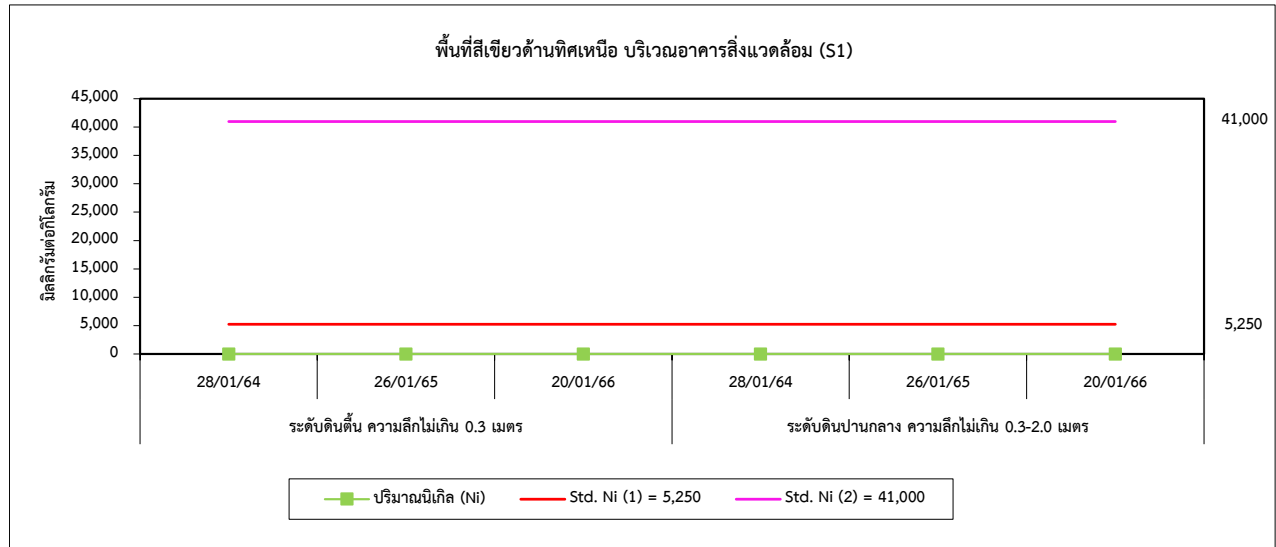 พื้นที่สีเขียวด้านทิศเหนือ บริเวณอาคารสิ่งแวดล้อม (S1)
มิลลิกรัมต่อกิโลกรัม
45,000
40,000
35,000
30,000
25,000
20,000
15,000
10,000
5,000
0
41,000
5,250
28/01/64 26/01/65 20/01/66 28/01/64 26/01/65 20/01/66
ระดับดินตื้น ความลึกไม่เกิน 0.3 เมตร ระดับดินปานกลาง ความลึกไม่เกิน 0.3-2.0 เมตร
ปริมาณนิเกิล (Ni) Std. Ni (1) = 5,250 Std. Ni (2) = 41,000